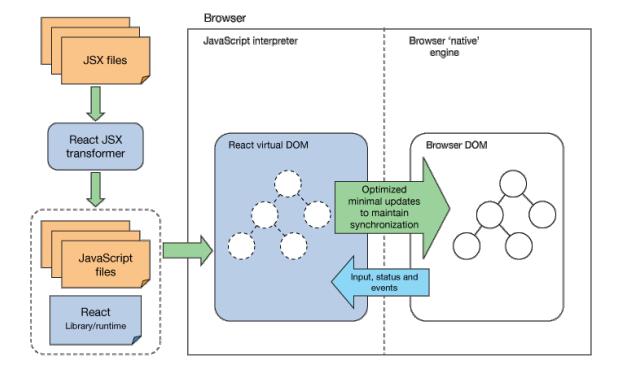 Browser
JSX files
JavaScript interpreter
Browser ‘native’
engine
React JSX
transformer
React virtual DOM
Browser DOM
Optimized
minimal updates
to maintain
synchronization
JavaScript
files
Input, status and
events
React
Library/runtime